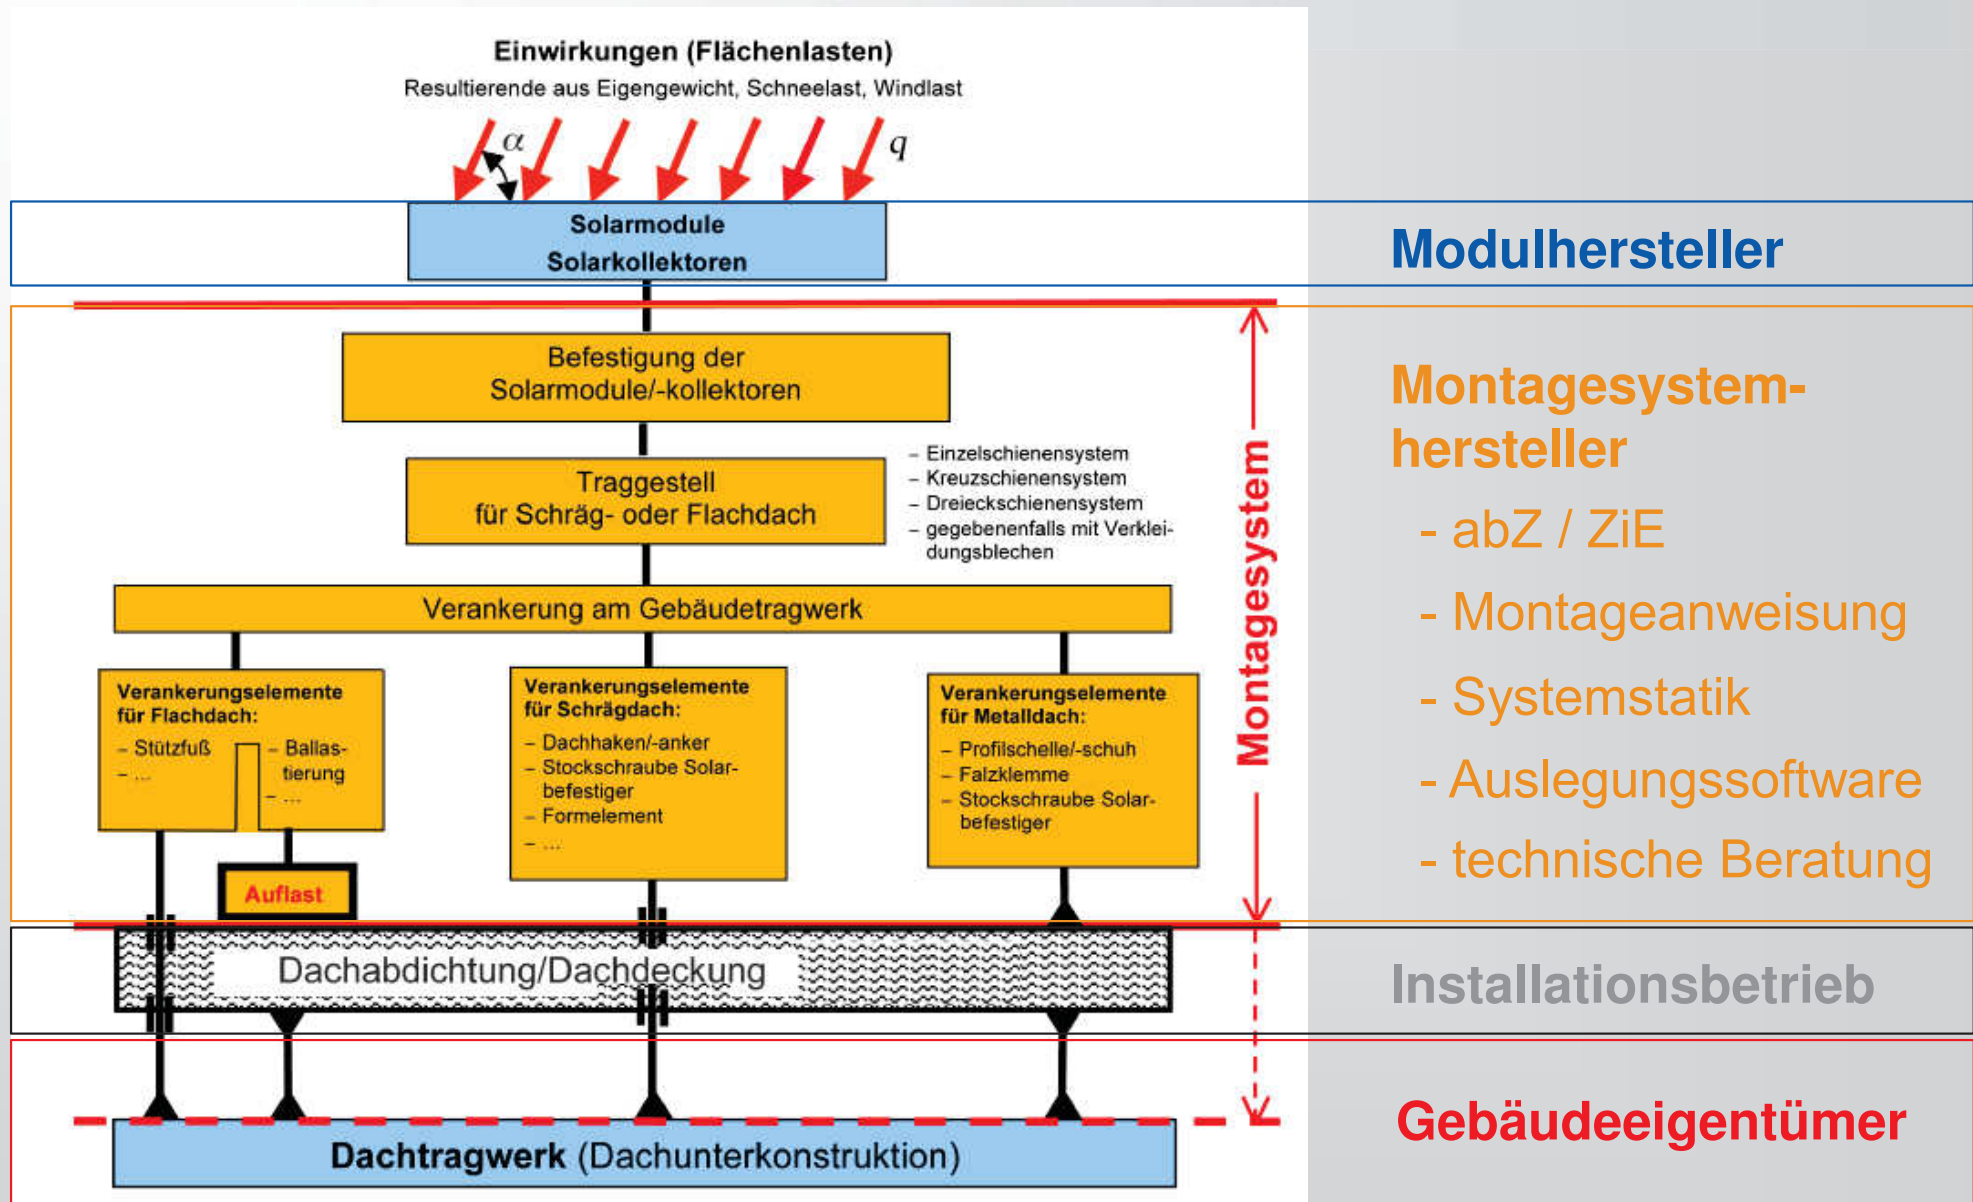 Einwirkungen (Flächenlasten)
Resultierende aus Eigengewicht, Schneelast, Windlast
α
q
Solarmodule
Solarkollektoren
Modulhersteller
Befestigung der
Solarmodule/-kollektoren
Traggestell
für Schräg- oder Flachdach
– Einzelschienensystem
– Kreuzschienensystem
– Dreieckschienensystem
– gegebenenfalls mit Verklei-
dungsblechen
Verankerung am Gebäudetragwerk
Verankerungselemente
für Flachdach:
– Stützfuß
– ...
– Ballas-
tierung
– ...
Auflast
Verankerungselemente
für Schrägdach:
– Dachhaken/-anker
– Stockschraube Solar-
befestiger
– Formelement
– ...
Verankerungselemente
für Metalldach:
– Profilschelle/-schuh
– Falzklemme
– Stockschraube Solar-
befestiger
Montagesystem
Montagesystem-
hersteller
- abZ / ZiE
- Montageanweisung
- Systemstatik
- Auslegungssoftware
- technische Beratung
Dachabdichtung/Dachdeckung
Installationsbetrieb
Dachtragwerk (Dachunterkonstruktion)
Gebäudeeigentümer